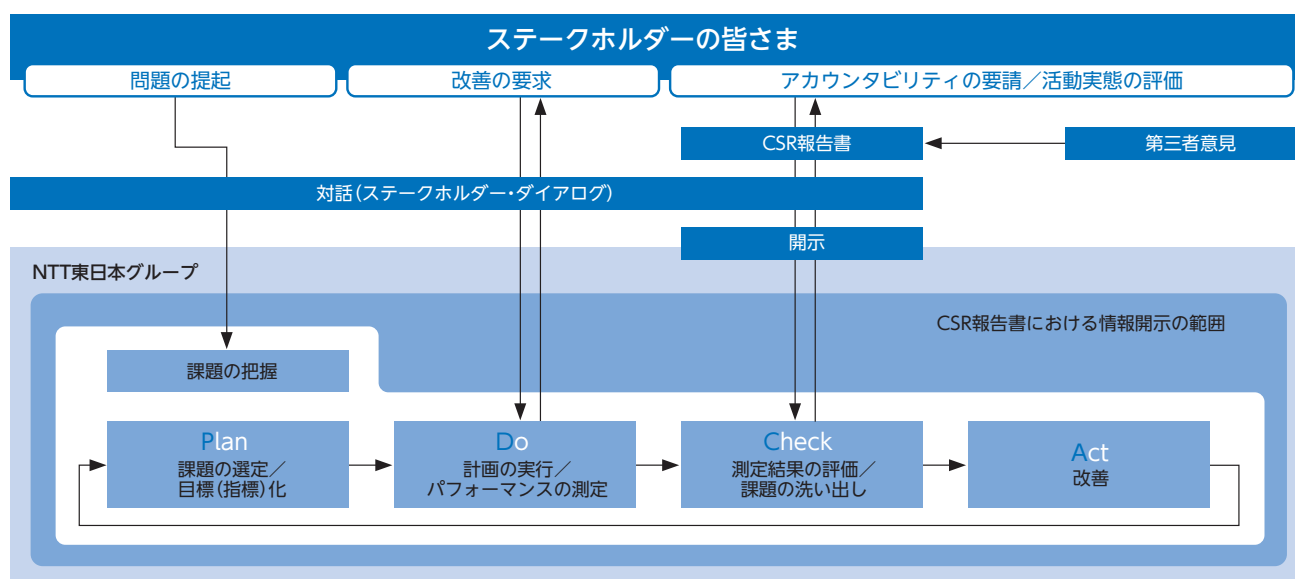 ステークホルダーの皆さま
問題の提起
改善の要求
アカウンタビリティの要請／活動実態の評価
CSR報告書
第三者意見
対話（ステークホルダー・ダイアログ）
開示
NTT東日本グループ
CSR報告書における情報開示の範囲
課題の把握
Plan
課題の選定／
目標（指標）化
Do
計画の実行／
パフォーマンスの測定
Check
測定結果の評価／
課題の洗い出し
Act
改善